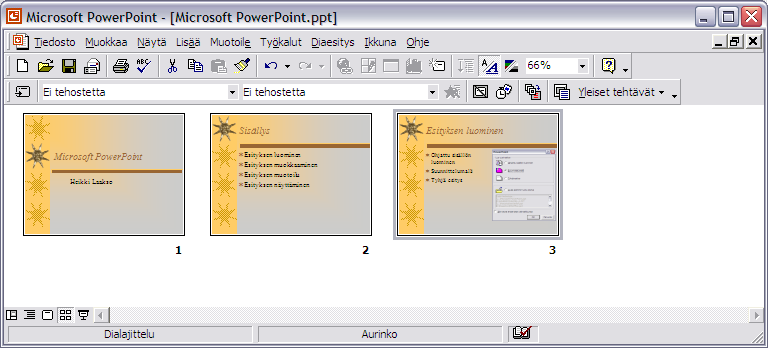 Microsoft PowerPoint - [Microsoft PowerPoint.ppt]
Tiedosto Muokkaa Näytä Lisää Muotoile Työkalut Diaesitys Ikkuna Ohje
ABC 66%
Ei tehostetta Ei tehostetta Yleiset tehtävät
Microsoft PowerPoint
Heikki Laakso
1
Sisällys
Esityksen luominen
Esityksen muokkaaminen
Esityksen muotoilu
Esityksen näyttäminen
2
Esityksen luominen
Ohjattu sisällön
luominen
Suunnittelumalli
Tyhjä esitys
3
Dialajittelu Aurinko